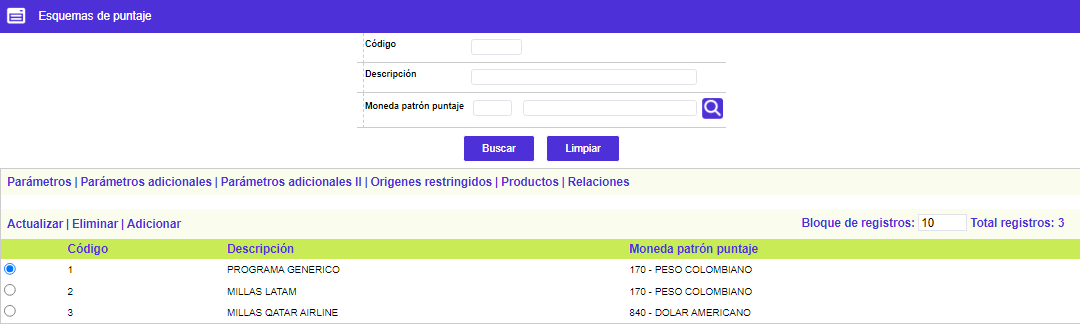 Esquemas de puntaje
Código
Descripción
Moneda patrón puntaje
Buscar Limpiar
Parámetros | Parámetros adicionales | Parámetros adicionales II | Origenes restringidos | Productos | Relaciones
Actualizar | Eliminar | Adicionar Bloque de registros: 10 Total registros: 3
Código Descripción Moneda patrón puntaje
1 PROGRAMA GENERICO 170 - PESO COLOMBIANO
2 MILLAS LATAM 170 - PESO COLOMBIANO
3 MILLAS QATAR AIRLINE 840 - DOLAR AMERICANO